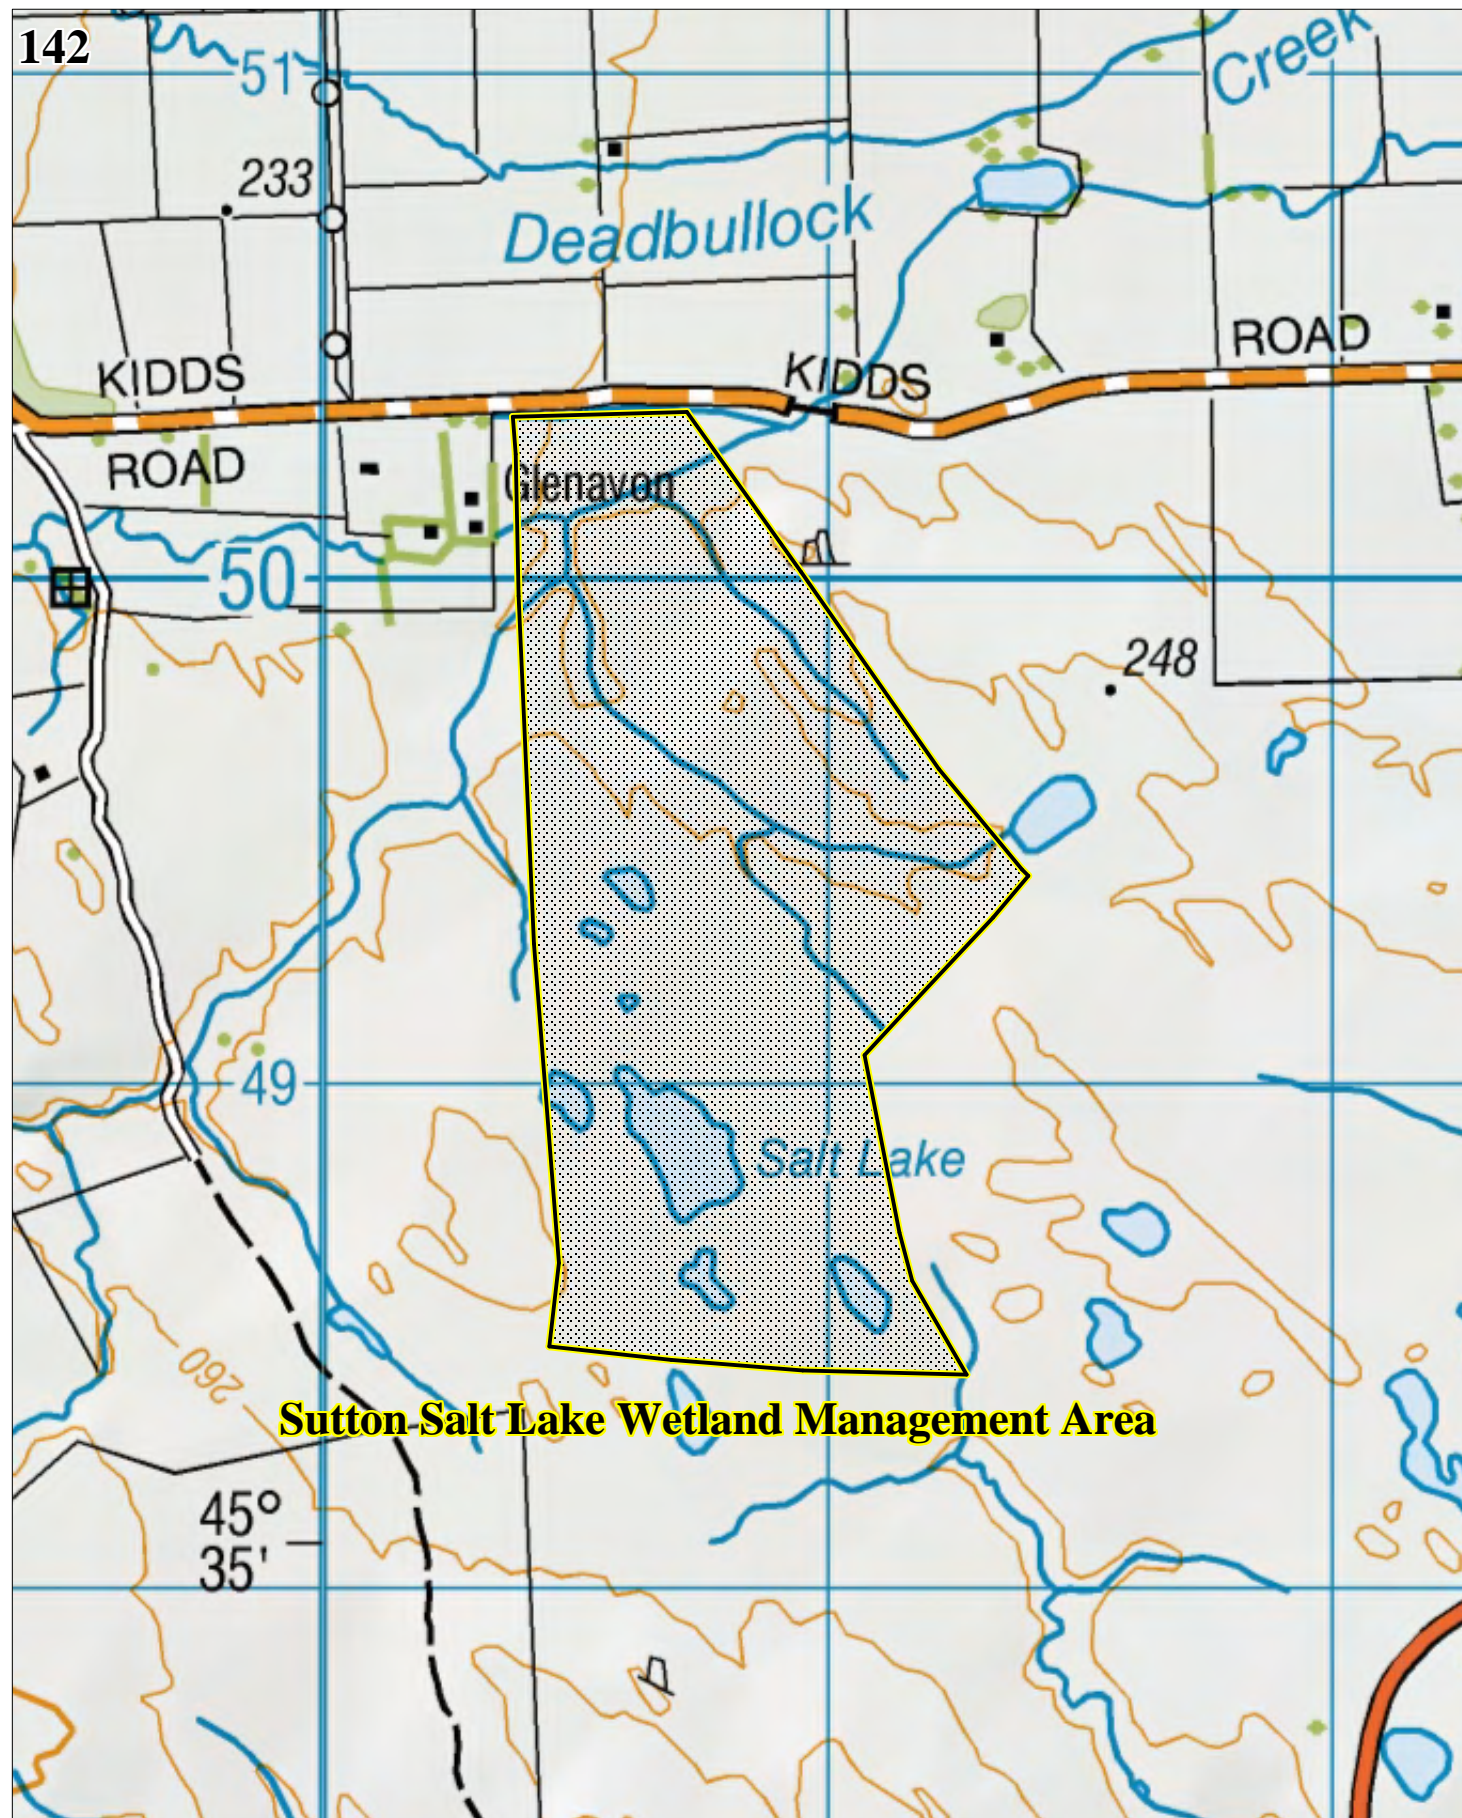 142
51
Creek
233
Deadbullock
KIDDS
KIDDS
ROAD
ROAD
Glenavon
50
248
49
Salt Lake
260
Sutton Salt Lake Wetland Management Area
45°
35'